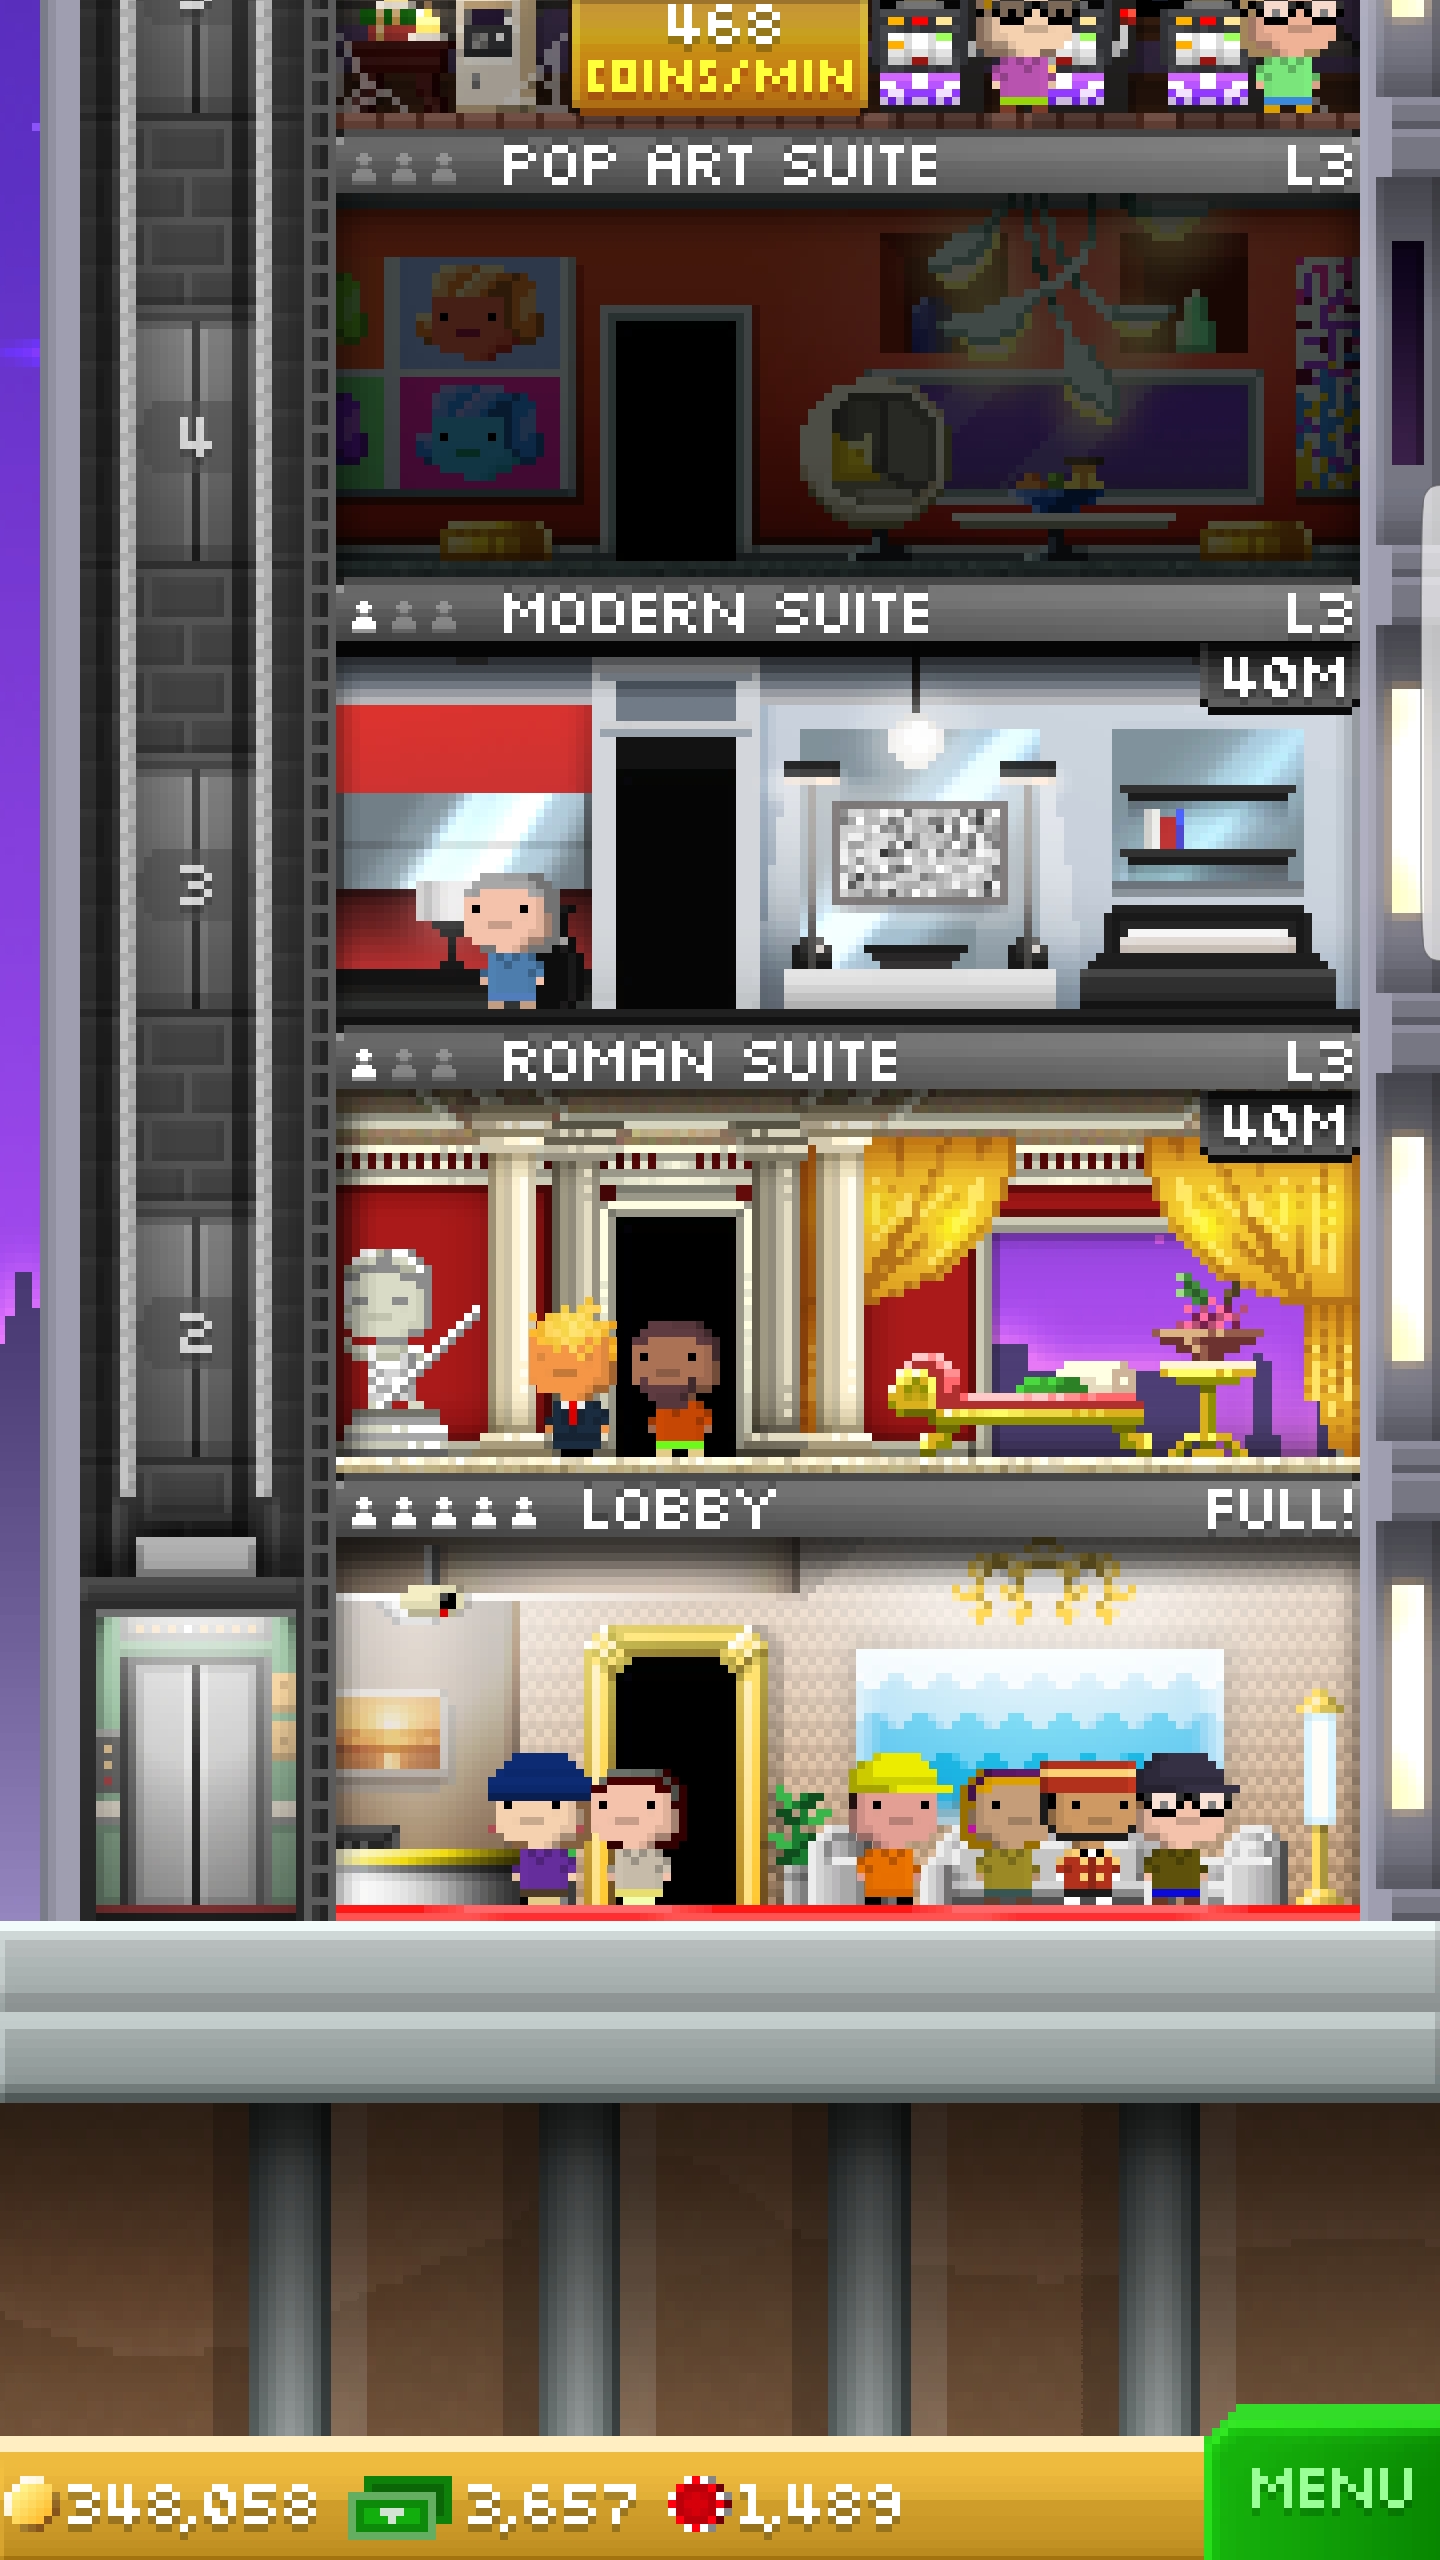 468
COINS/MIN
POP ART SUITE L3
4
MODERN SUITE L3
40M
3
ROMAN SUITE L3
40M
2
LOBBY FULL!
348,058 3,657 1,489
MENU